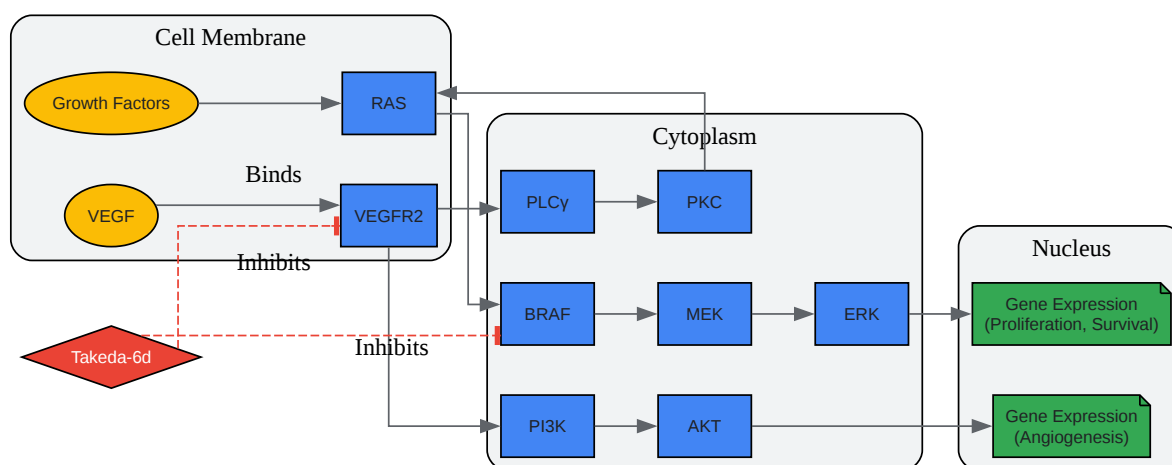 Cell Membrane
Growth Factors
RAS
Cytoplasm
Binds
PLCγ
PKC
VEGF
VEGFR2
Inhibits
Nucleus
BRAF
MEK
ERK
Gene Expression
(Proliferation, Survival)
Takeda-6d
Inhibits
PI3K
AKT
Gene Expression
(Angiogenesis)